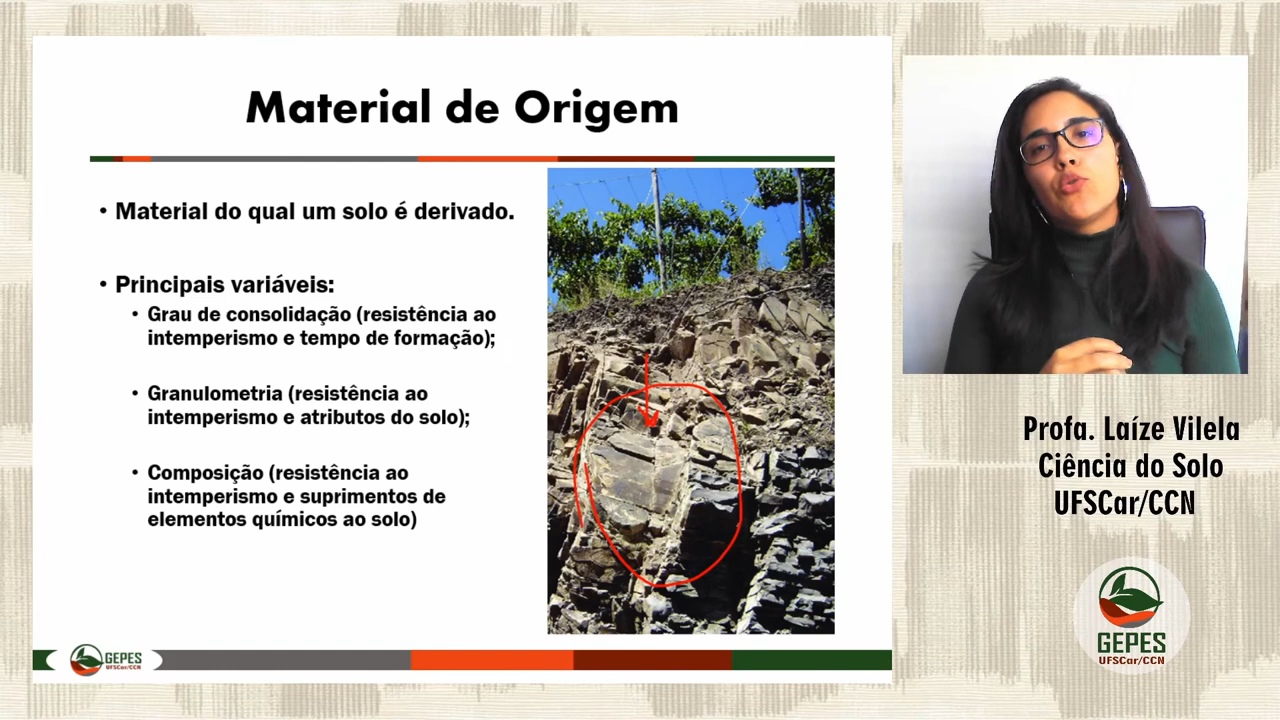 Material de Origem
• Material do qual um solo é derivado.
• Principais variáveis:
• Grau de consolidação (resistência ao
intemperismo e tempo de formação);
• Granulometria (resistência ao
intemperismo e atributos do solo);
• Composição (resistência ao
intemperismo e suprimentos de
elementos químicos ao solo)
GEPES
UFSCar/CCN
Profa. Laíze Vilela
Ciência do Solo
UFSCar/CCN
GEPES
UFSCar/CCN